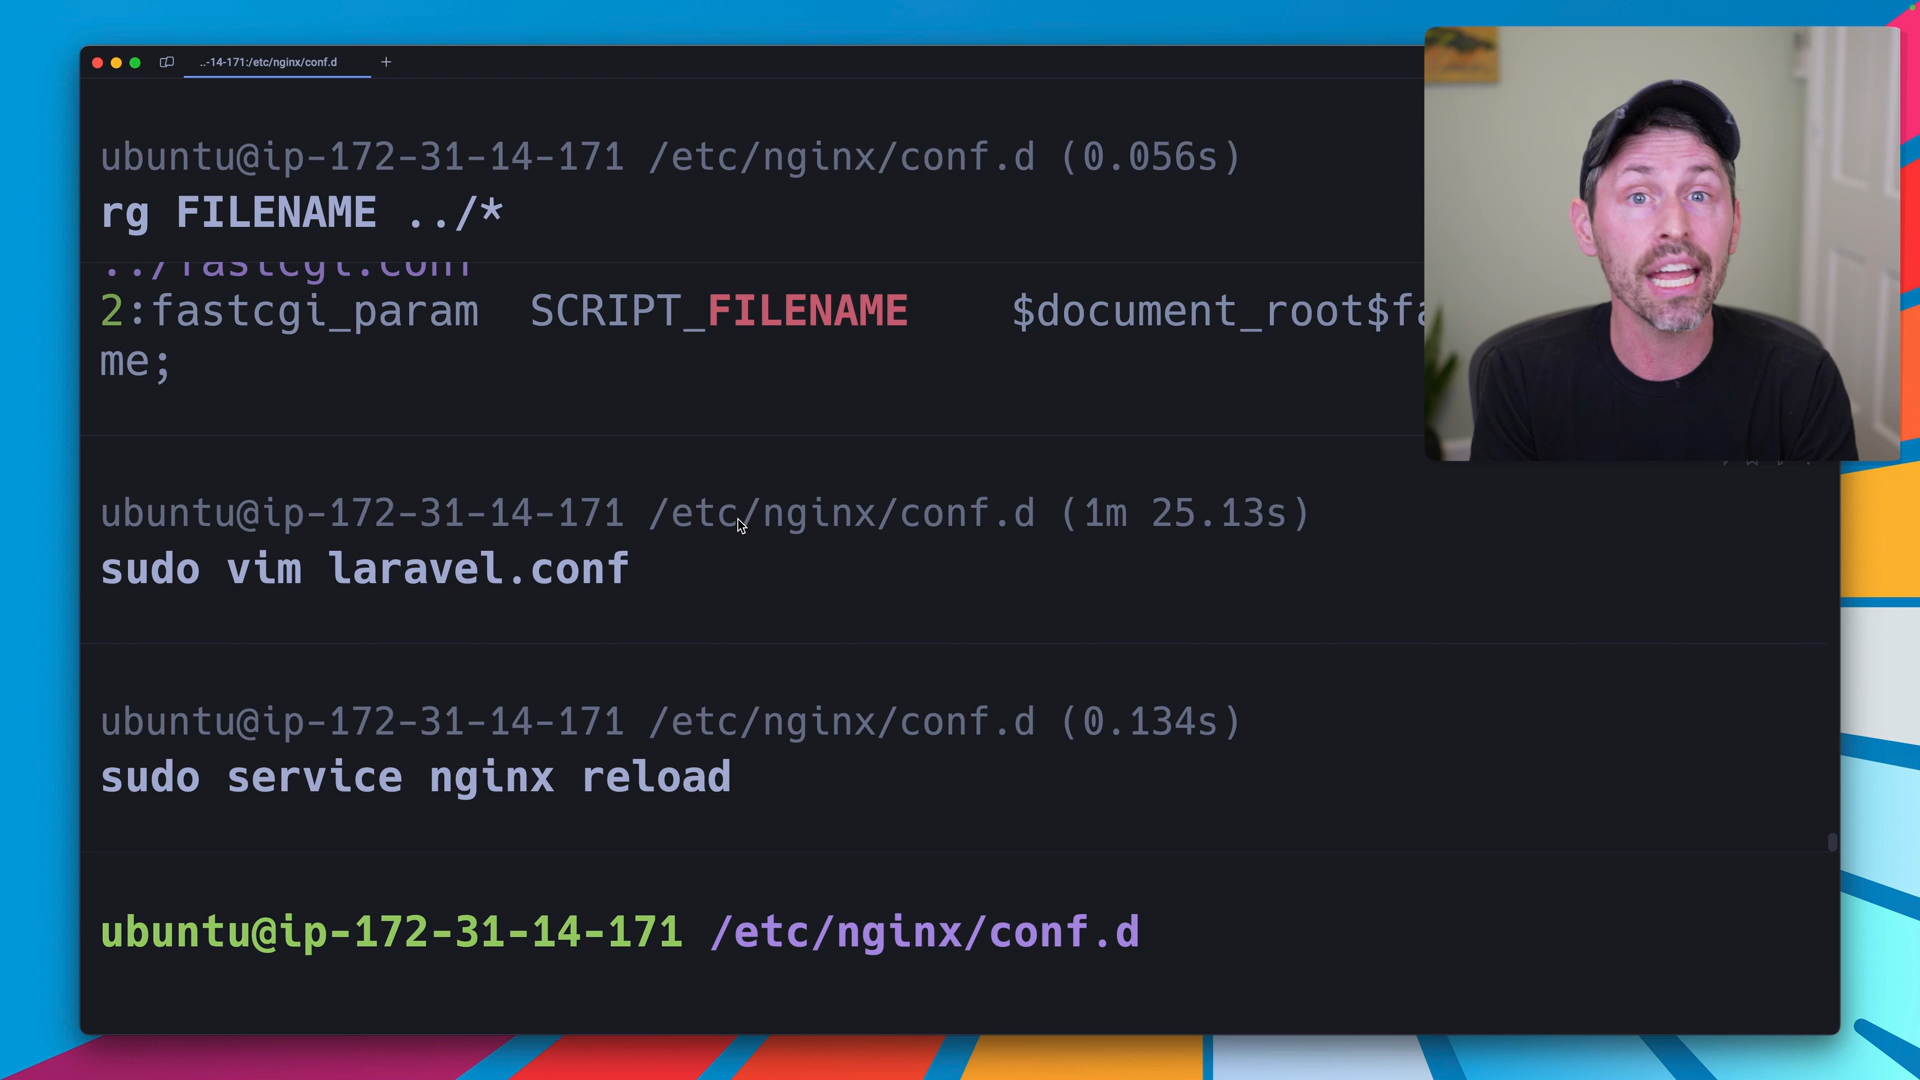 ..-14-171:/etc/nginx/conf.d
ubuntu@ip-172-31-14-171 /etc/nginx/conf.d (0.056s)
rg FILENAME ../*
../fastcgi.conf
2:fastcgi_param SCRIPT_FILENAME $document_root$fa
me;
ubuntu@ip-172-31-14-171 /etc/nginx/conf.d (1m 25.13s)
sudo vim laravel.conf
ubuntu@ip-172-31-14-171 /etc/nginx/conf.d (0.134s)
sudo service nginx reload
ubuntu@ip-172-31-14-171 /etc/nginx/conf.d